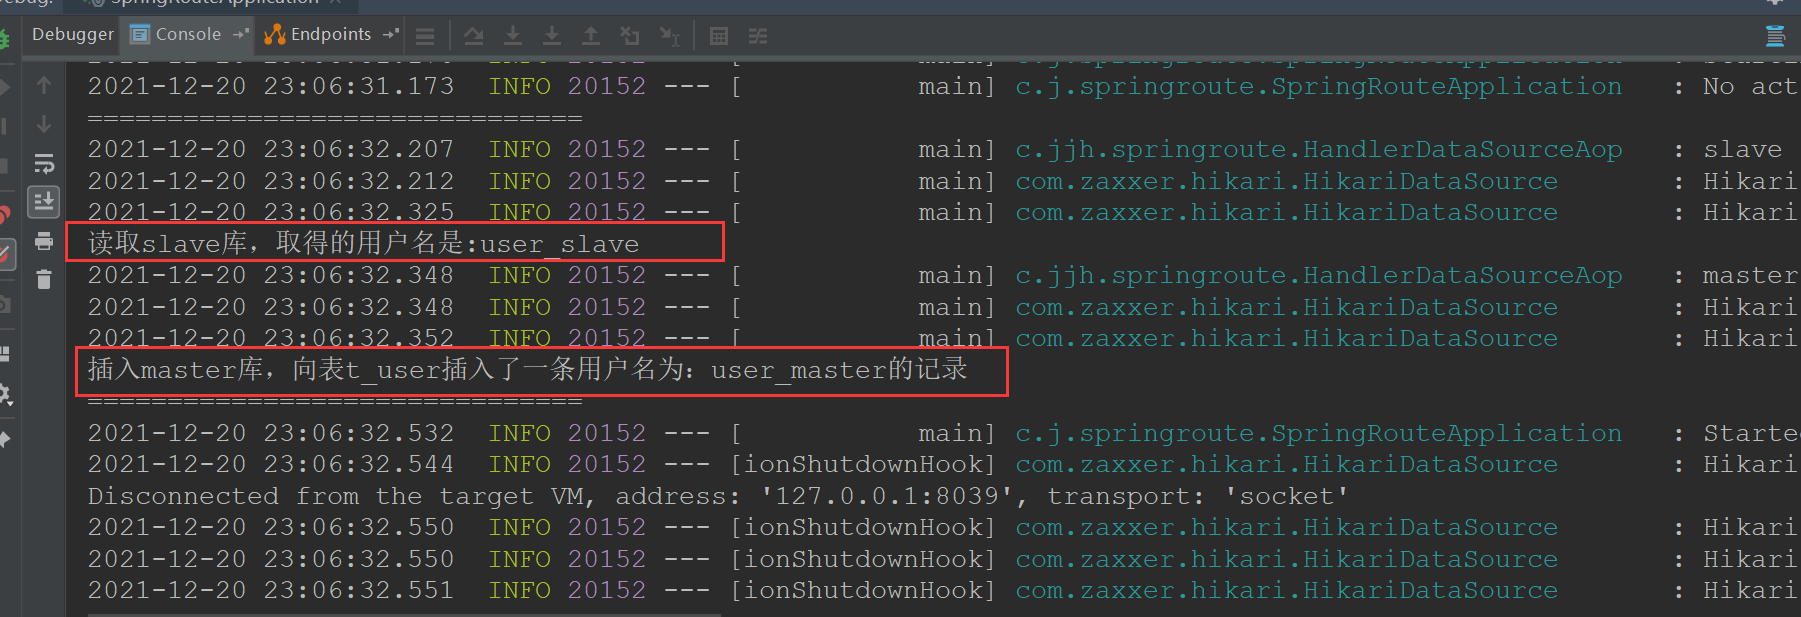 Debug: SpringRouteApplication
Debugger Console Endpoints
2021-12-20 23:06:31.173 INFO 20152 --- [ main] c.j.springroute.SpringRouteApplication : No act
===============================
2021-12-20 23:06:32.207 INFO 20152 --- [ main] c.jjh.springroute.HandlerDataSourceAop : slave
2021-12-20 23:06:32.212 INFO 20152 --- [ main] com.zaxxer.hikari.HikariDataSource : Hikari
2021-12-20 23:06:32.325 INFO 20152 --- [ main] com.zaxxer.hikari.HikariDataSource : Hikari
读取slave库，取得的用户名是:user_slave
2021-12-20 23:06:32.348 INFO 20152 --- [ main] c.jjh.springroute.HandlerDataSourceAop : master
2021-12-20 23:06:32.348 INFO 20152 --- [ main] com.zaxxer.hikari.HikariDataSource : Hikari
2021-12-20 23:06:32.352 INFO 20152 --- [ main] com.zaxxer.hikari.HikariDataSource : Hikari
插入master库，向表t_user插入了一条用户名为：user_master的记录
===============================
2021-12-20 23:06:32.532 INFO 20152 --- [ main] c.j.springroute.SpringRouteApplication : Started
2021-12-20 23:06:32.544 INFO 20152 --- [ionShutdownHook] com.zaxxer.hikari.HikariDataSource : Hikari
Disconnected from the target VM, address: '127.0.0.1:8039', transport: 'socket'
2021-12-20 23:06:32.550 INFO 20152 --- [ionShutdownHook] com.zaxxer.hikari.HikariDataSource : Hikari
2021-12-20 23:06:32.550 INFO 20152 --- [ionShutdownHook] com.zaxxer.hikari.HikariDataSource : Hikari
2021-12-20 23:06:32.551 INFO 20152 --- [ionShutdownHook] com.zaxxer.hikari.HikariDataSource : Hikari